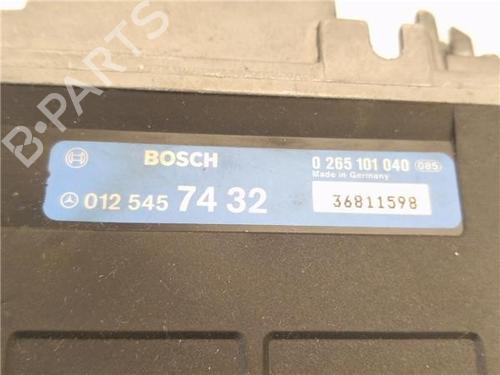 BOSCH
0 265 101 040 085
Made in Germany
012 545 74 32
36811598
B-PARTS